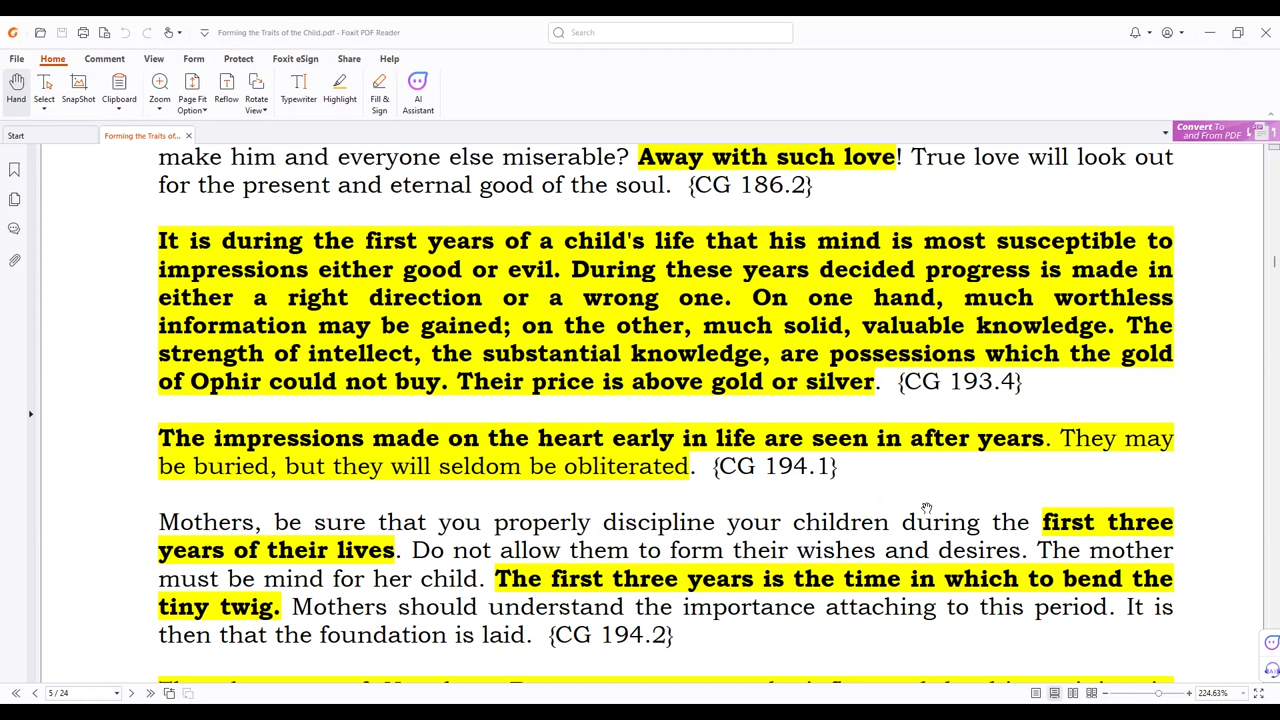 Forming the Traits of the Child.pdf - Foxit PDF Reader
Search
File Home Comment View Form Protect Foxit eSign Share Help
Hand Select SnapShot Clipboard Zoom Page Fit Option Reflow Rotate View Typewriter Highlight Fill & Sign AI Assistant
Start Forming the Traits of... Convert To and From PDF
make him and everyone else miserable? Away with such love! True love will look out
for the present and eternal good of the soul. {CG 186.2}
It is during the first years of a child's life that his mind is most susceptible to
impressions either good or evil. During these years decided progress is made in
either a right direction or a wrong one. On one hand, much worthless
information may be gained; on the other, much solid, valuable knowledge. The
strength of intellect, the substantial knowledge, are possessions which the gold
of Ophir could not buy. Their price is above gold or silver. {CG 193.4}
The impressions made on the heart early in life are seen in after years. They may
be buried, but they will seldom be obliterated. {CG 194.1}
Mothers, be sure that you properly discipline your children during the first three
years of their lives. Do not allow them to form their wishes and desires. The mother
must be mind for her child. The first three years is the time in which to bend the
tiny twig. Mothers should understand the importance attaching to this period. It is
then that the foundation is laid. {CG 194.2}
5 / 24 224.63%